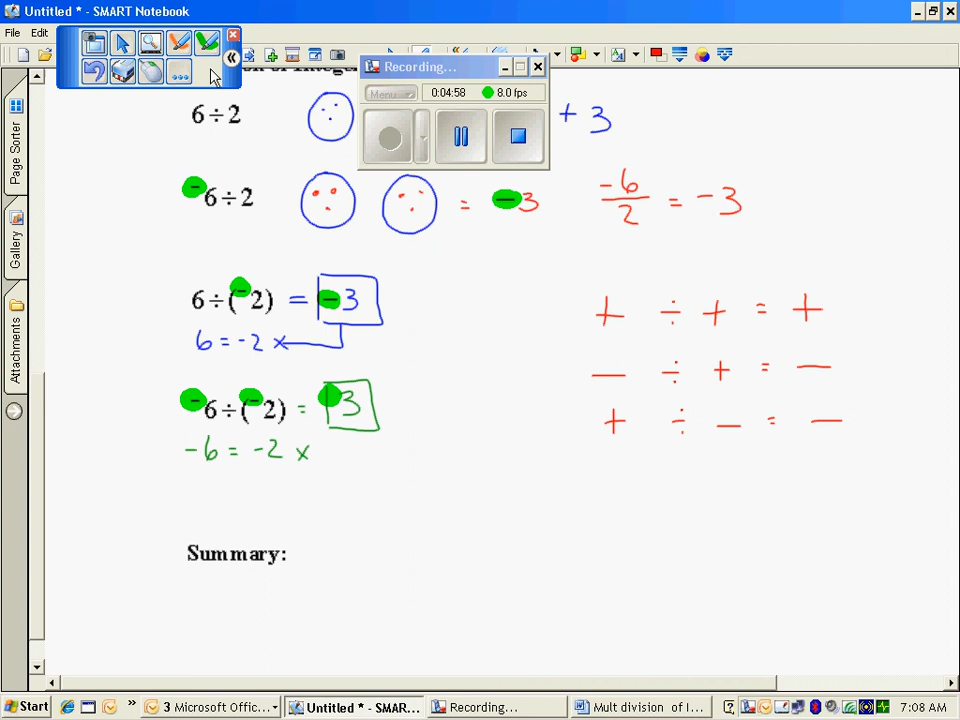 Untitled * - SMART Notebook
File Edit
Recording...
Menu 0:04:58 8.0 fps
6 ÷ 2 + 3
-6 ÷ 2 = -3 -6/2 = -3
6 ÷ (-2) = -3
6 = -2 x
+ ÷ + = +
- ÷ + = -
+ ÷ - = -
-6 ÷ (-2) = 3
-6 = -2 x
Summary:
Page Sorter
Gallery
Attachments
Start 3 Microsoft Offic... Untitled * - SMAR... Recording... Mult division of I... 7:08 AM